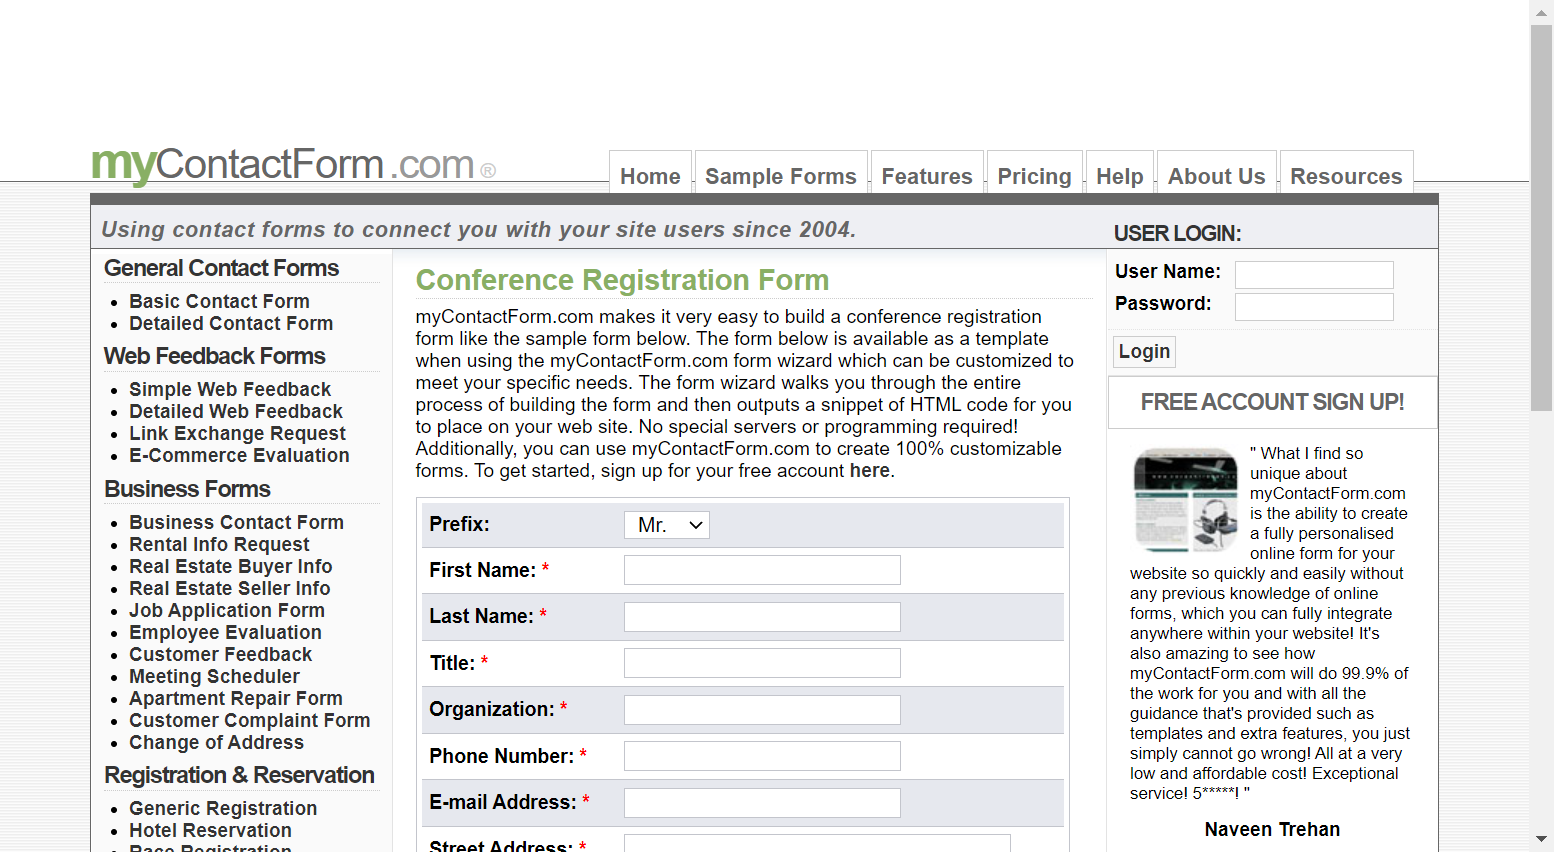 myContactForm.com ®
Home
Sample Forms
Features
Pricing
Help
About Us
Resources
Using contact forms to connect you with your site users since 2004.
USER LOGIN:
General Contact Forms
Basic Contact Form
Detailed Contact Form
Web Feedback Forms
Simple Web Feedback
Detailed Web Feedback
Link Exchange Request
E-Commerce Evaluation
Business Forms
Business Contact Form
Rental Info Request
Real Estate Buyer Info
Real Estate Seller Info
Job Application Form
Employee Evaluation
Customer Feedback
Meeting Scheduler
Apartment Repair Form
Customer Complaint Form
Change of Address
Registration & Reservation
Generic Registration
Hotel Reservation
Race Registration
Conference Registration Form
myContactForm.com makes it very easy to build a conference registration
form like the sample form below. The form below is available as a template
when using the myContactForm.com form wizard which can be customized to
meet your specific needs. The form wizard walks you through the entire
process of building the form and then outputs a snippet of HTML code for you
to place on your web site. No special servers or programming required!
Additionally, you can use myContactForm.com to create 100% customizable
forms. To get started, sign up for your free account here.
Prefix: Mr.
First Name: *
Last Name: *
Title: *
Organization: *
Phone Number: *
E-mail Address: *
Street Address: *
User Name:
Password:
Login
FREE ACCOUNT SIGN UP!
" What I find so
unique about
myContactForm.com
is the ability to create
a fully personalised
online form for your
website so quickly and easily without
any previous knowledge of online
forms, which you can fully integrate
anywhere within your website! It's
also amazing to see how
myContactForm.com will do 99.9% of
the work for you and with all the
guidance that's provided such as
templates and extra features, you just
simply cannot go wrong! All at a very
low and affordable cost! Exceptional
service! 5*****! "
Naveen Trehan